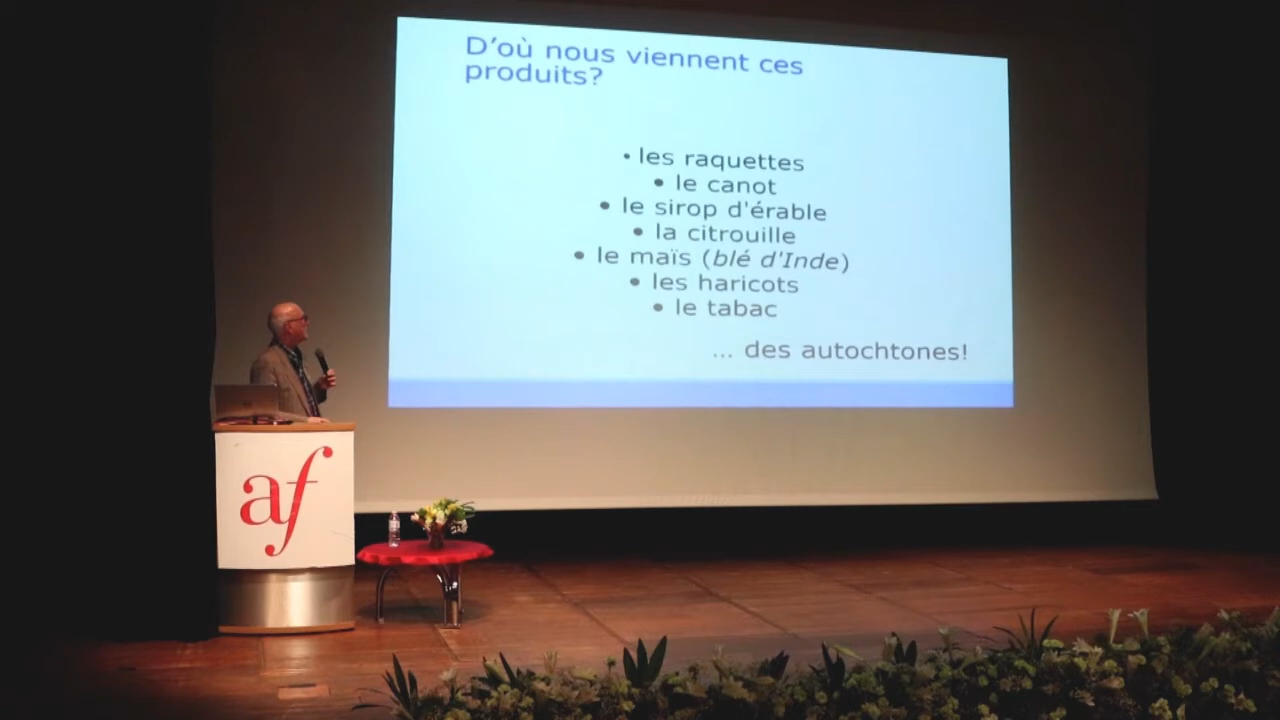 D'où nous viennent ces
produits?
• les raquettes
• le canot
• le sirop d'érable
• la citrouille
• le maïs (blé d'Inde)
• les haricots
• le tabac
... des autochtones!
af